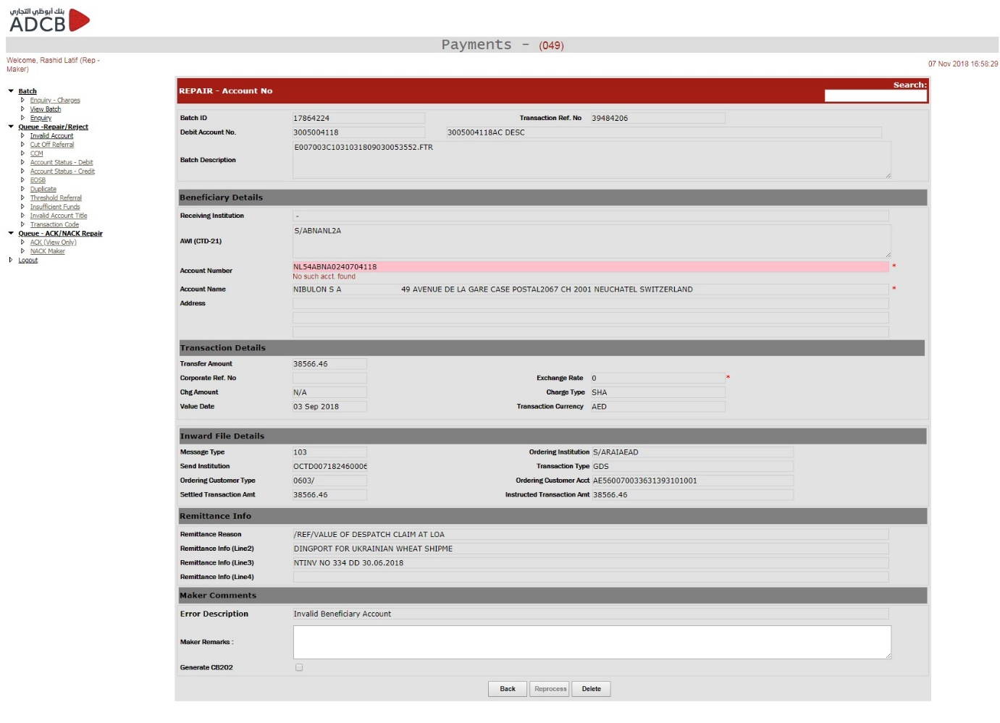 بنك أبوظبي التجاري
ADCB
Payments - (049)
Welcome, Rashid Latif (Rep -
Maker)
07 Nov 2018 16:58:29
Batch
Enquiry - Charges
View Batch
Enquiry
Queue -Repair/Reject
Invalid Account
Cut Off Referral
CCM
Account Status - Debit
Account Status - Credit
EOSB
Duplicate
Threshold Referral
Insufficient Funds
Invalid Account Title
Transaction Code
Queue - ACK/NACK Repair
ACK (View Only)
NACK Maker
Logout
REPAIR - Account No
Search:
Batch ID 17864224 Transaction Ref. No 39484206
Debit Account No. 3005004118 3005004118AC DESC
Batch Description E007003C1031031809030053552.FTR
Beneficiary Details
Receiving Institution -
AWI (CTD-21) S/ABNANL2A
Account Number NL54ABNA0240704118 *
No such acct. found
Account Name NIBULON S A 49 AVENUE DE LA GARE CASE POSTAL2067 CH 2001 NEUCHATEL SWITZERLAND *
Address
Transaction Details
Transfer Amount 38566.46
Corporate Ref. No Exchange Rate 0 *
Chg Amount N/A Charge Type SHA
Value Date 03 Sep 2018 Transaction Currency AED
Inward File Details
Message Type 103 Ordering Institution S/ARAIAEAD
Send Institution OCTD007182460006 Transaction Type GDS
Ordering Customer Type 0603/ Ordering Customer Acct AE560070033631393101001
Settled Transaction Amt 38566.46 Instructed Transaction Amt 38566.46
Remittance Info
Remittance Reason /REF/VALUE OF DESPATCH CLAIM AT LOA
Remittance Info (Line2) DINGPORT FOR UKRAINIAN WHEAT SHIPME
Remittance Info (Line3) NTINV NO 334 DD 30.06.2018
Remittance Info (Line4)
Maker Comments
Error Description Invalid Beneficiary Account
Maker Remarks :
Generate CB202
Back Reprocess Delete